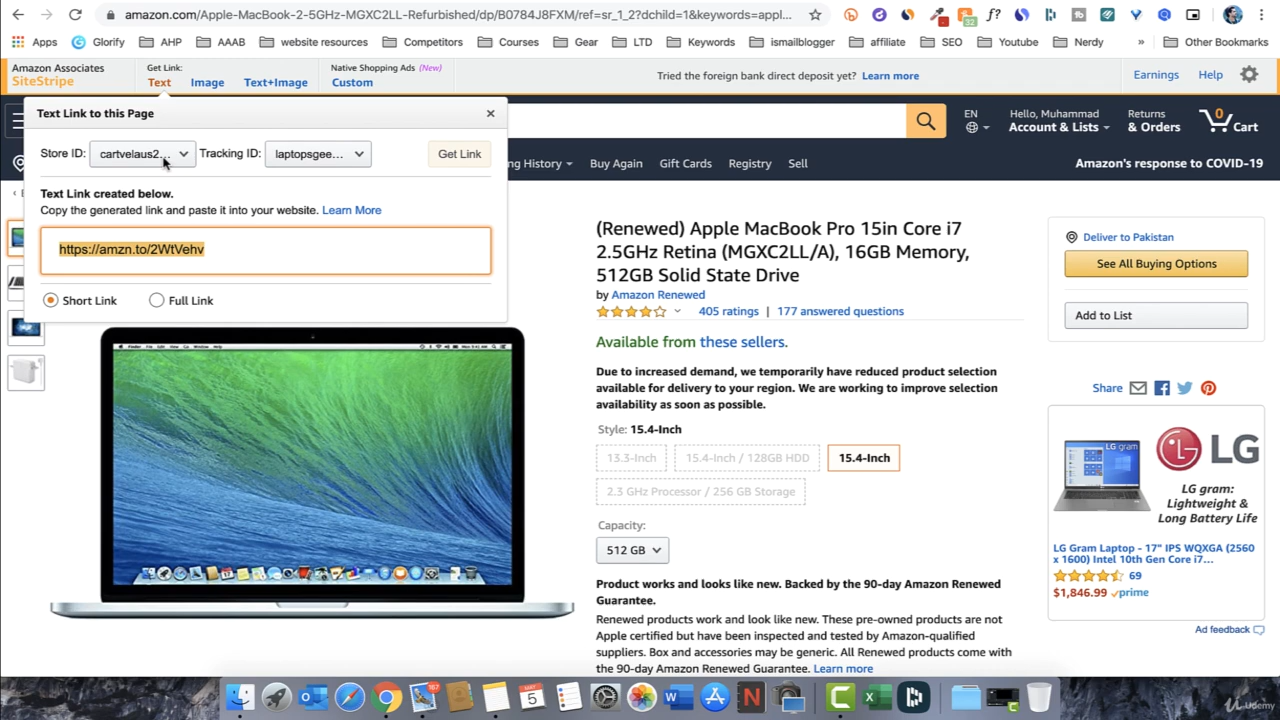 amazon.com/Apple-MacBook-2-5GHz-MGXC2LL-Refurbished/dp/B0784J8FXM/ref=sr_1_2?dchild=1&keywords=appl...
Apps Glorify AHP AAAB website resources Competitors Courses Gear LTD Keywords ismailblogger affiliate SEO Youtube Nerdy » Other Bookmarks
Amazon Associates
SiteStripe
Get Link:
Text Image Text+Image
Native Shopping Ads (New)
Custom
Tried the foreign bank direct deposit yet? Learn more
Earnings Help
Text Link to this Page
Store ID: cartvelaus2... Tracking ID: laptopsgee... Get Link
Text Link created below.
Copy the generated link and paste it into your website. Learn More
https://amzn.to/2WtVehv
Short Link Full Link
EN
Hello, Muhammad
Account & Lists
Returns
& Orders
0
Cart
ng History Buy Again Gift Cards Registry Sell
Amazon's response to COVID-19
(Renewed) Apple MacBook Pro 15in Core i7
2.5GHz Retina (MGXC2LL/A), 16GB Memory,
512GB Solid State Drive
by Amazon Renewed
405 ratings | 177 answered questions
Available from these sellers.
Due to increased demand, we temporarily have reduced product selection
available for delivery to your region. We are working to improve selection
availability as soon as possible.
Style: 15.4-Inch
13.3-Inch 15.4-Inch / 128GB HDD 15.4-Inch
2.3 GHz Processor / 256 GB Storage
Capacity:
512 GB
Product works and looks like new. Backed by the 90-day Amazon Renewed
Guarantee.
Renewed products work and look like new. These pre-owned products are not
Apple certified but have been inspected and tested by Amazon-qualified
suppliers. Box and accessories may be generic. All Renewed products come with
the 90-day Amazon Renewed Guarantee. Learn more
Deliver to Pakistan
See All Buying Options
Add to List
Share
LG
LG gram:
Lightweight &
Long Battery Life
LG Gram Laptop - 17" IPS WQXGA (2560
x 1600) Intel 10th Gen Core i7...
69
$1,846.99 prime
Ad feedback
Udemy